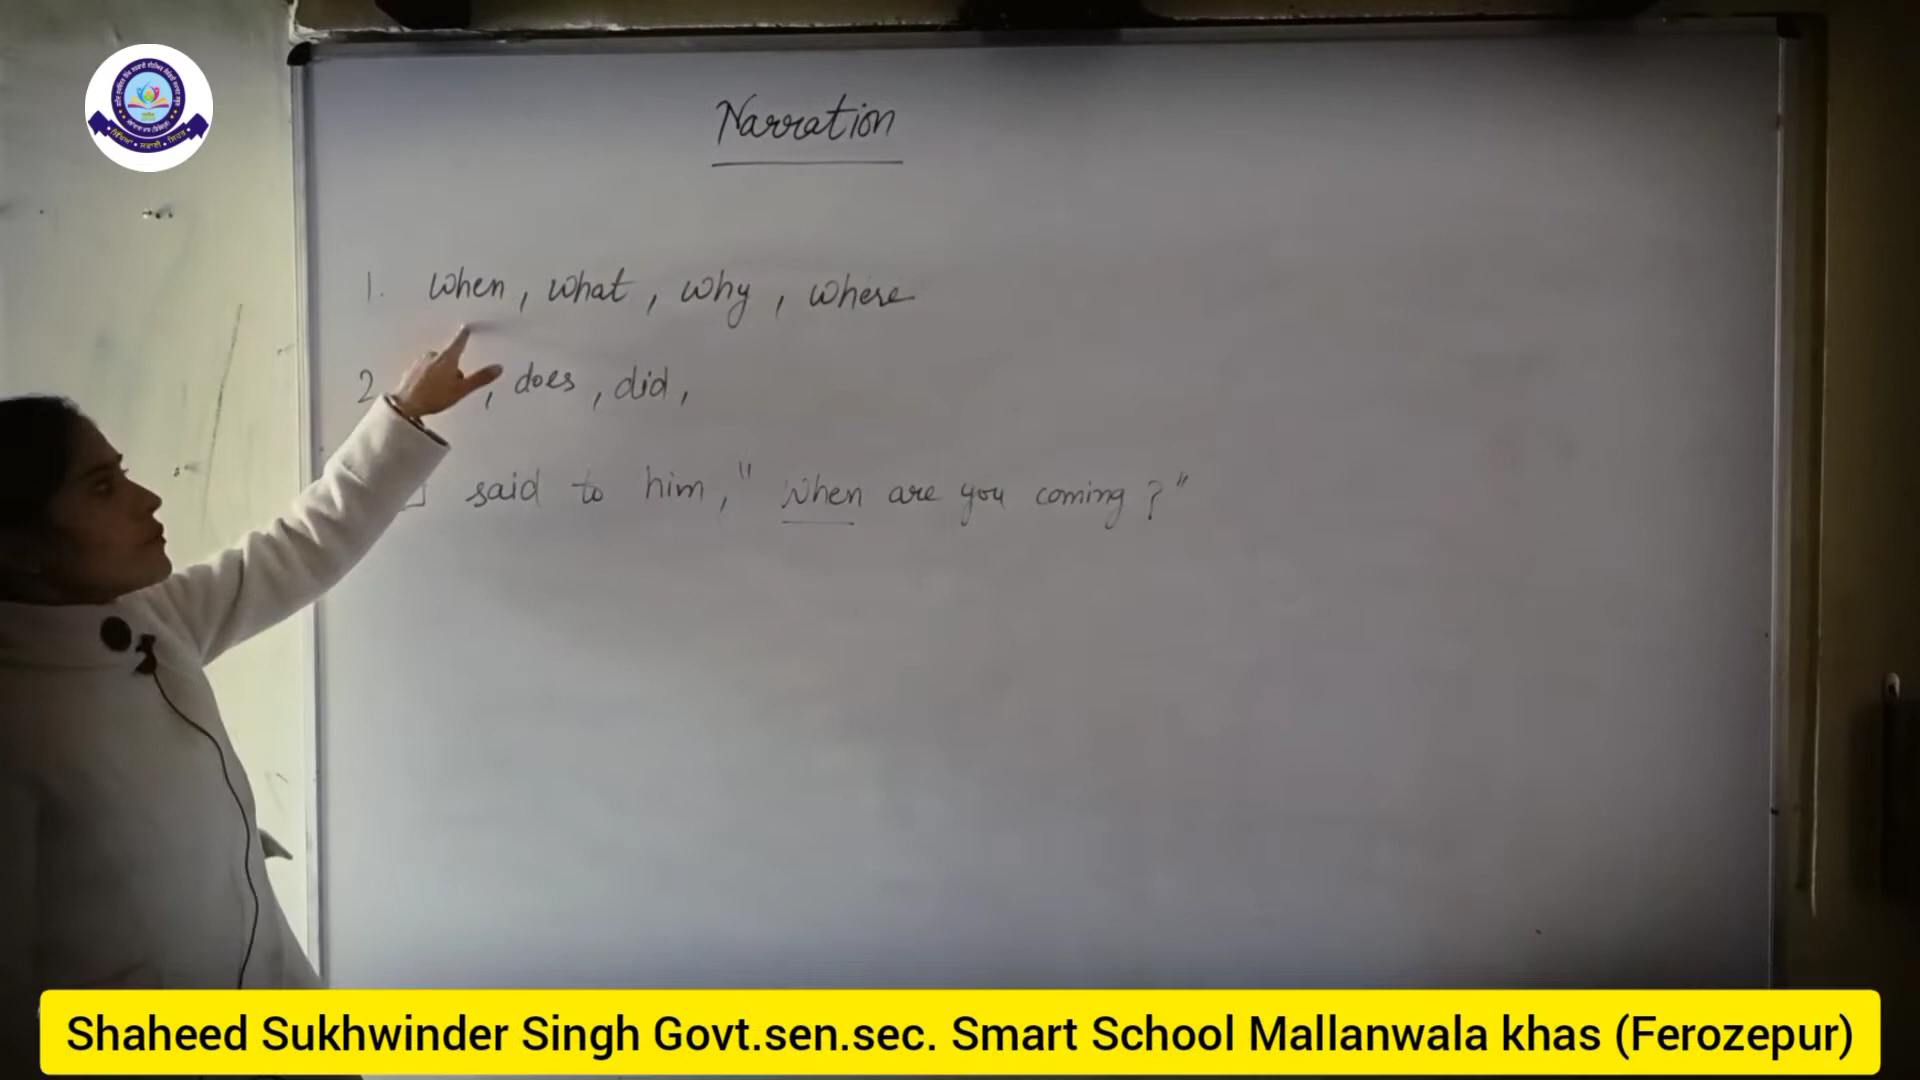 Narration
1. when, what, why, where
2 , does, did,
I said to him, " When are you coming ? "
Shaheed Sukhwinder Singh Govt.sen.sec. Smart School Mallanwala khas (Ferozepur)